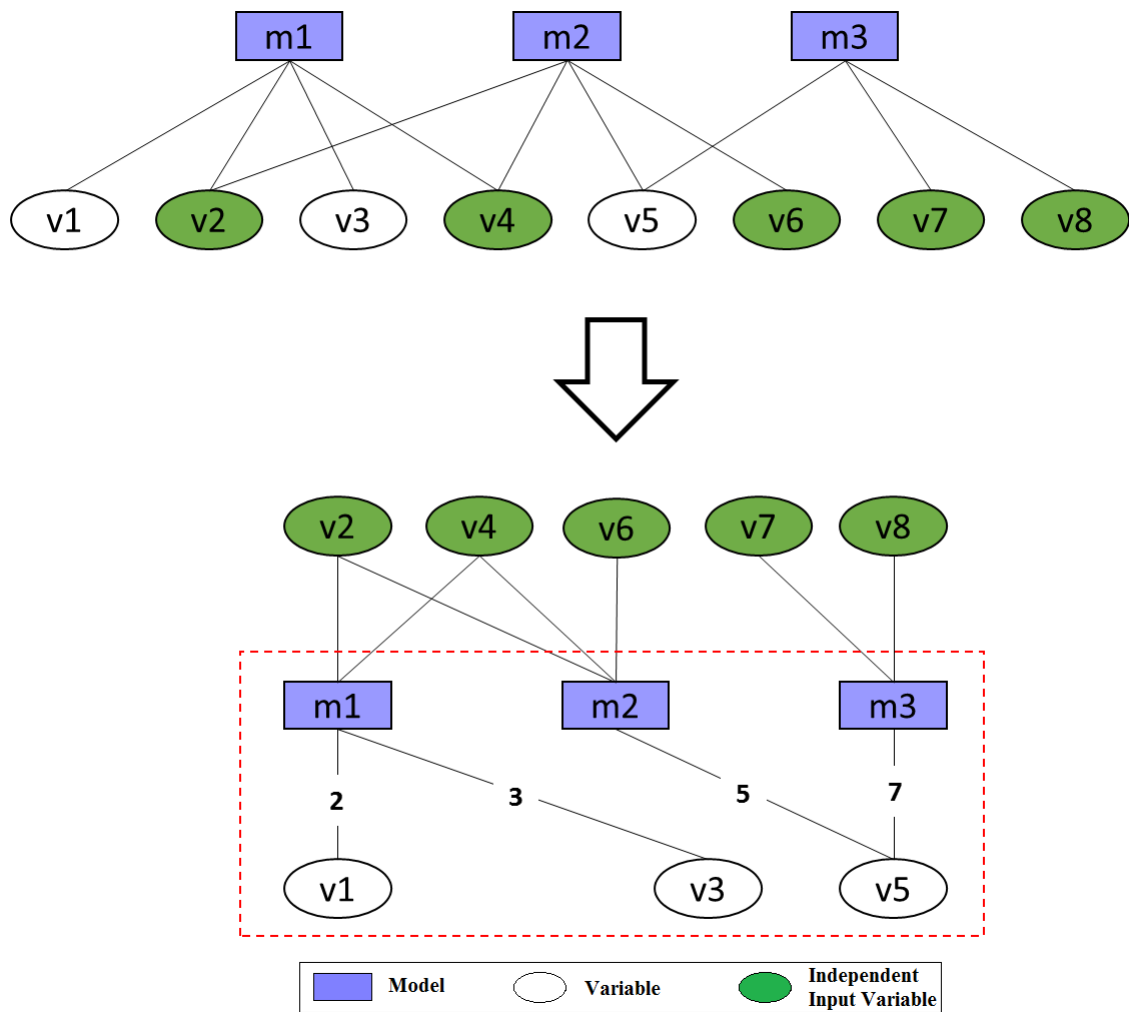 m1 m2 m3
v1 v2 v3 v4 v5 v6 v7 v8
v2 v4 v6 v7 v8
m1 m2 m3
2 3 5 7
v1 v3 v5
Model Variable Independent
Input Variable